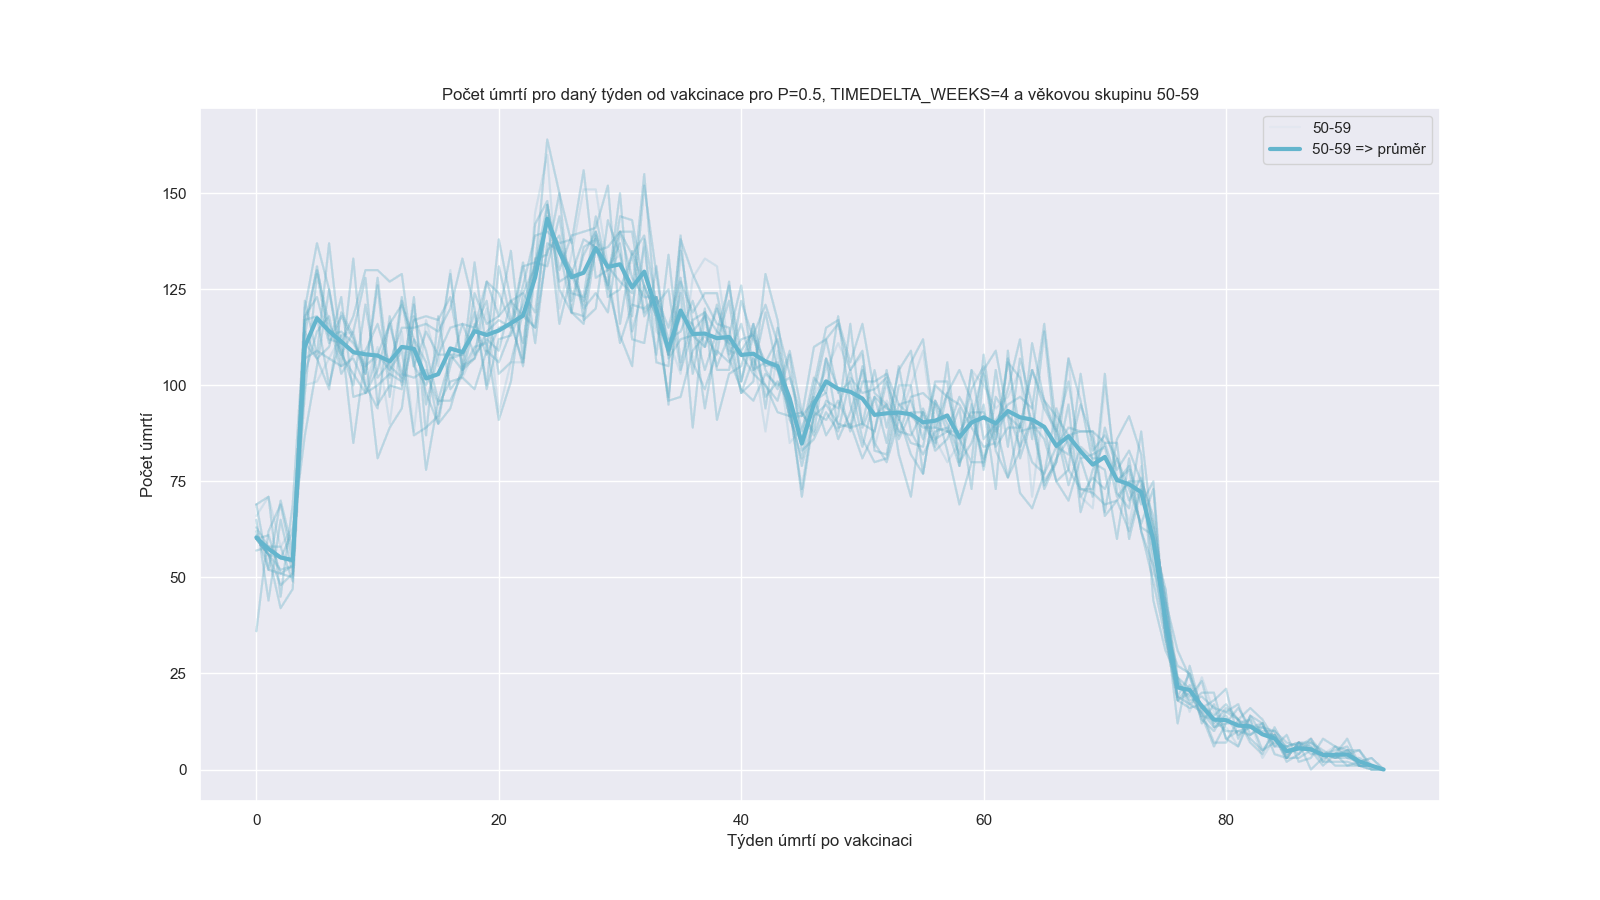 Počet úmrtí pro daný týden od vakcinace pro P=0.5, TIMEDELTA_WEEKS=4 a věkovou skupinu 50-59
50-59
50-59 => průměr
150
125
100
75
50
25
0
Počet úmrtí
0 20 40 60 80
Týden úmrtí po vakcinaci